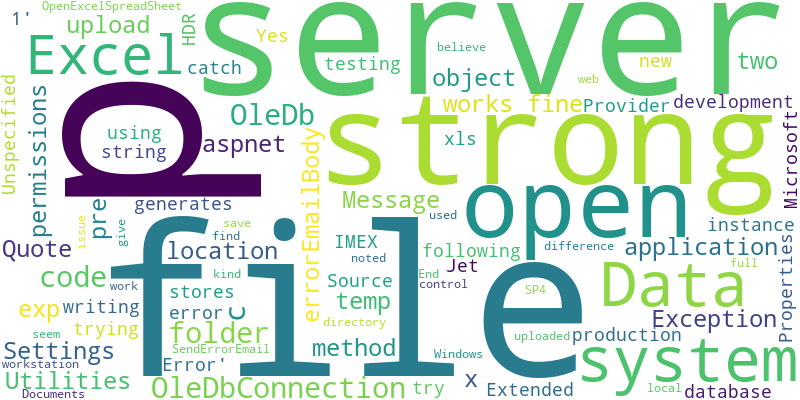 OpenExcelSpreadSheet
1'
upload
HDR
server
Yes
believe
two
Excel
catch
testing
object
web
new
Unspecified
permissions
p
using
string
OleDb
aspnet
strong
works fine
Provider
development
Microsoft
xls
pre
generates
errorEmailBody
Message
open
instance
Quote
give
issue
save
find
used
location
IMEX
following
difference
application
Properties
code
work
file
kind
noted
Source
End
Jet
control
full
exp
writing
stores
temp
SP4
Data
trying
error
c
directory
Exception
seem
folder
uploaded
production
Settings
SendErrorEmail
method
Windows
system
workstation
Error'
Utilities
OleDbConnection
try
x
Extended
local
database
Documents